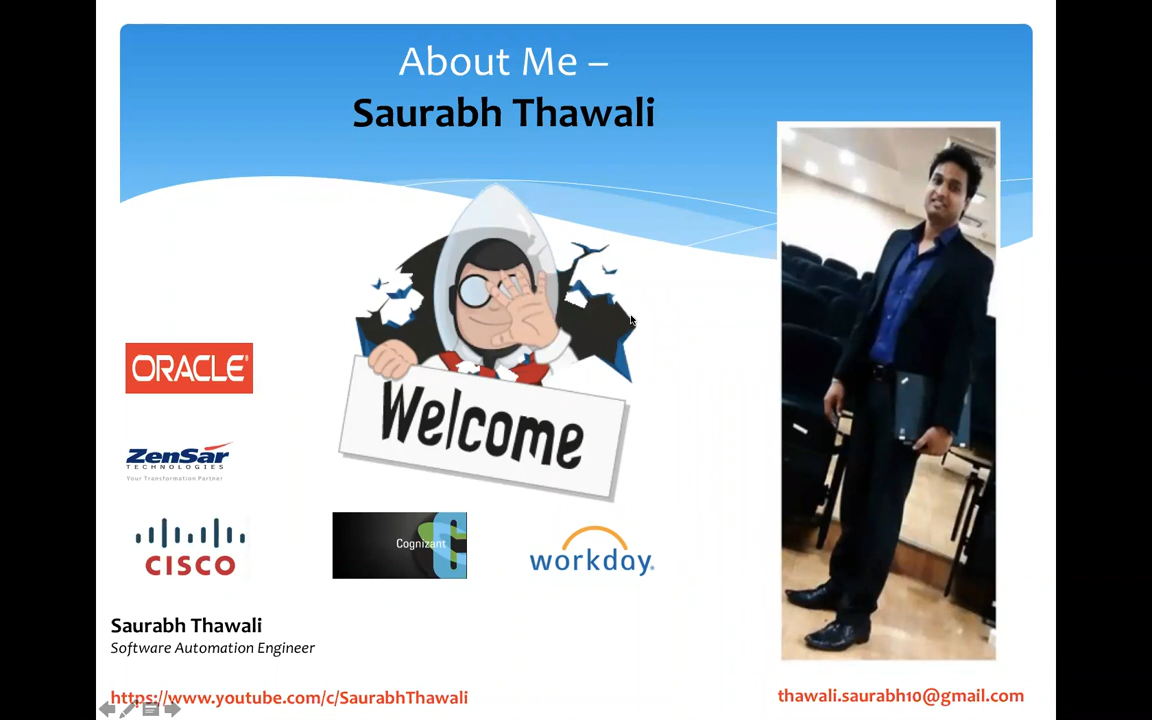 About Me –
Saurabh Thawali
Welcome
ORACLE®
ZenSar
TECHNOLOGIES
Your Transformation Partner
CISCO
Cognizant
workday.
Saurabh Thawali
Software Automation Engineer
https://www.youtube.com/c/SaurabhThawali
thawali.saurabh10@gmail.com